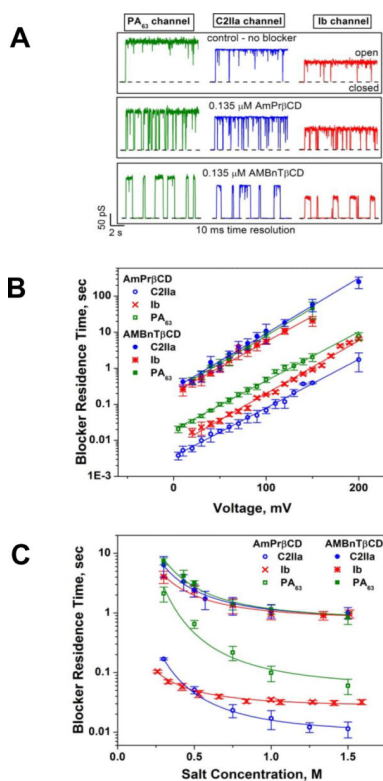 A
PA63 channel
C2IIa channel
Ib channel
control - no blocker
open
closed
0.135 μM AmPrβCD
0.135 μM AMBnTβCD
50 pS
2 s
10 ms time resolution
B
Blocker Residence Time, sec
AmPrβCD
C2IIa
Ib
PA63
AMBnTβCD
C2IIa
Ib
PA63
100
10
1
0.1
0.01
1E-3
0
100
200
Voltage, mV
C
Blocker Residence Time, sec
AmPrβCD
C2IIa
Ib
PA63
AMBnTβCD
C2IIa
Ib
PA63
10
1
0.1
0.01
0.0
0.5
1.0
1.5
Salt Concentration, M